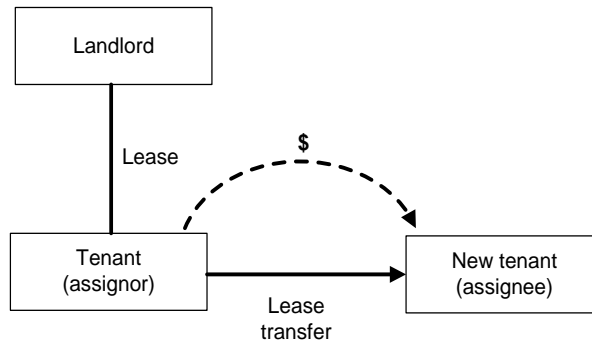 Landlord
Lease
$
Tenant
(assignor)
New tenant
(assignee)
Lease
transfer